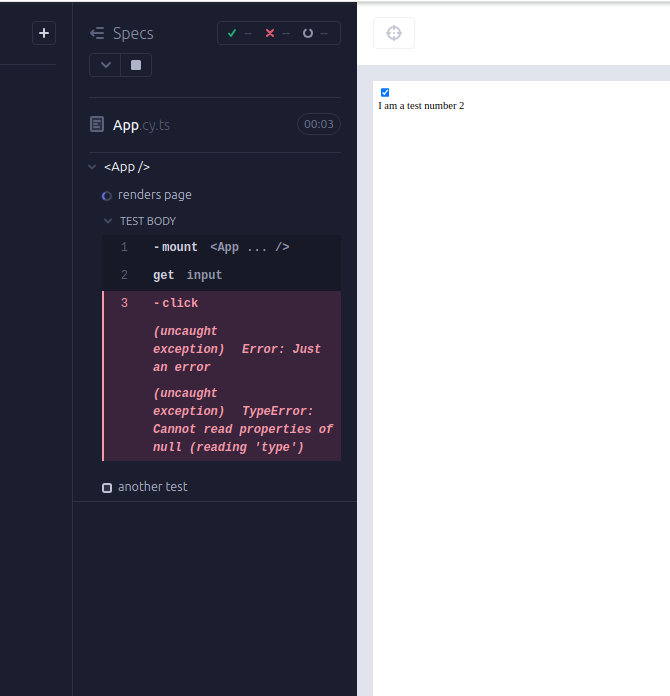 +
Specs
-- -- --
App.cy.ts 00:03
<App />
renders page
TEST BODY
1 -mount <App ... />
2 get input
3 -click
(uncaught
exception) Error: Just
an error
(uncaught
exception) TypeError:
Cannot read properties of
null (reading 'type')
another test
I am a test number 2